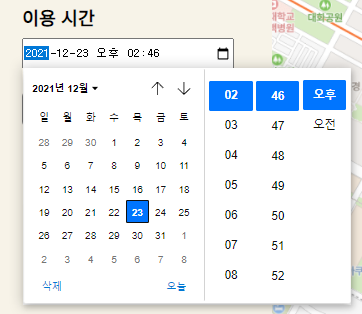 이용 시간
대학교
병원
대화공원
2021-12-23 오후 02:46
2021년 12월
일 월 화 수 목 금 토
28 29 30 1 2 3 4
5 6 7 8 9 10 11
12 13 14 15 16 17 18
19 20 21 22 23 24 25
26 27 28 29 30 31 1
2 3 4 5 6 7 8
삭제 오늘
02 46 오후
03 47 오전
04 48
05 49
06 50
07 51
08 52